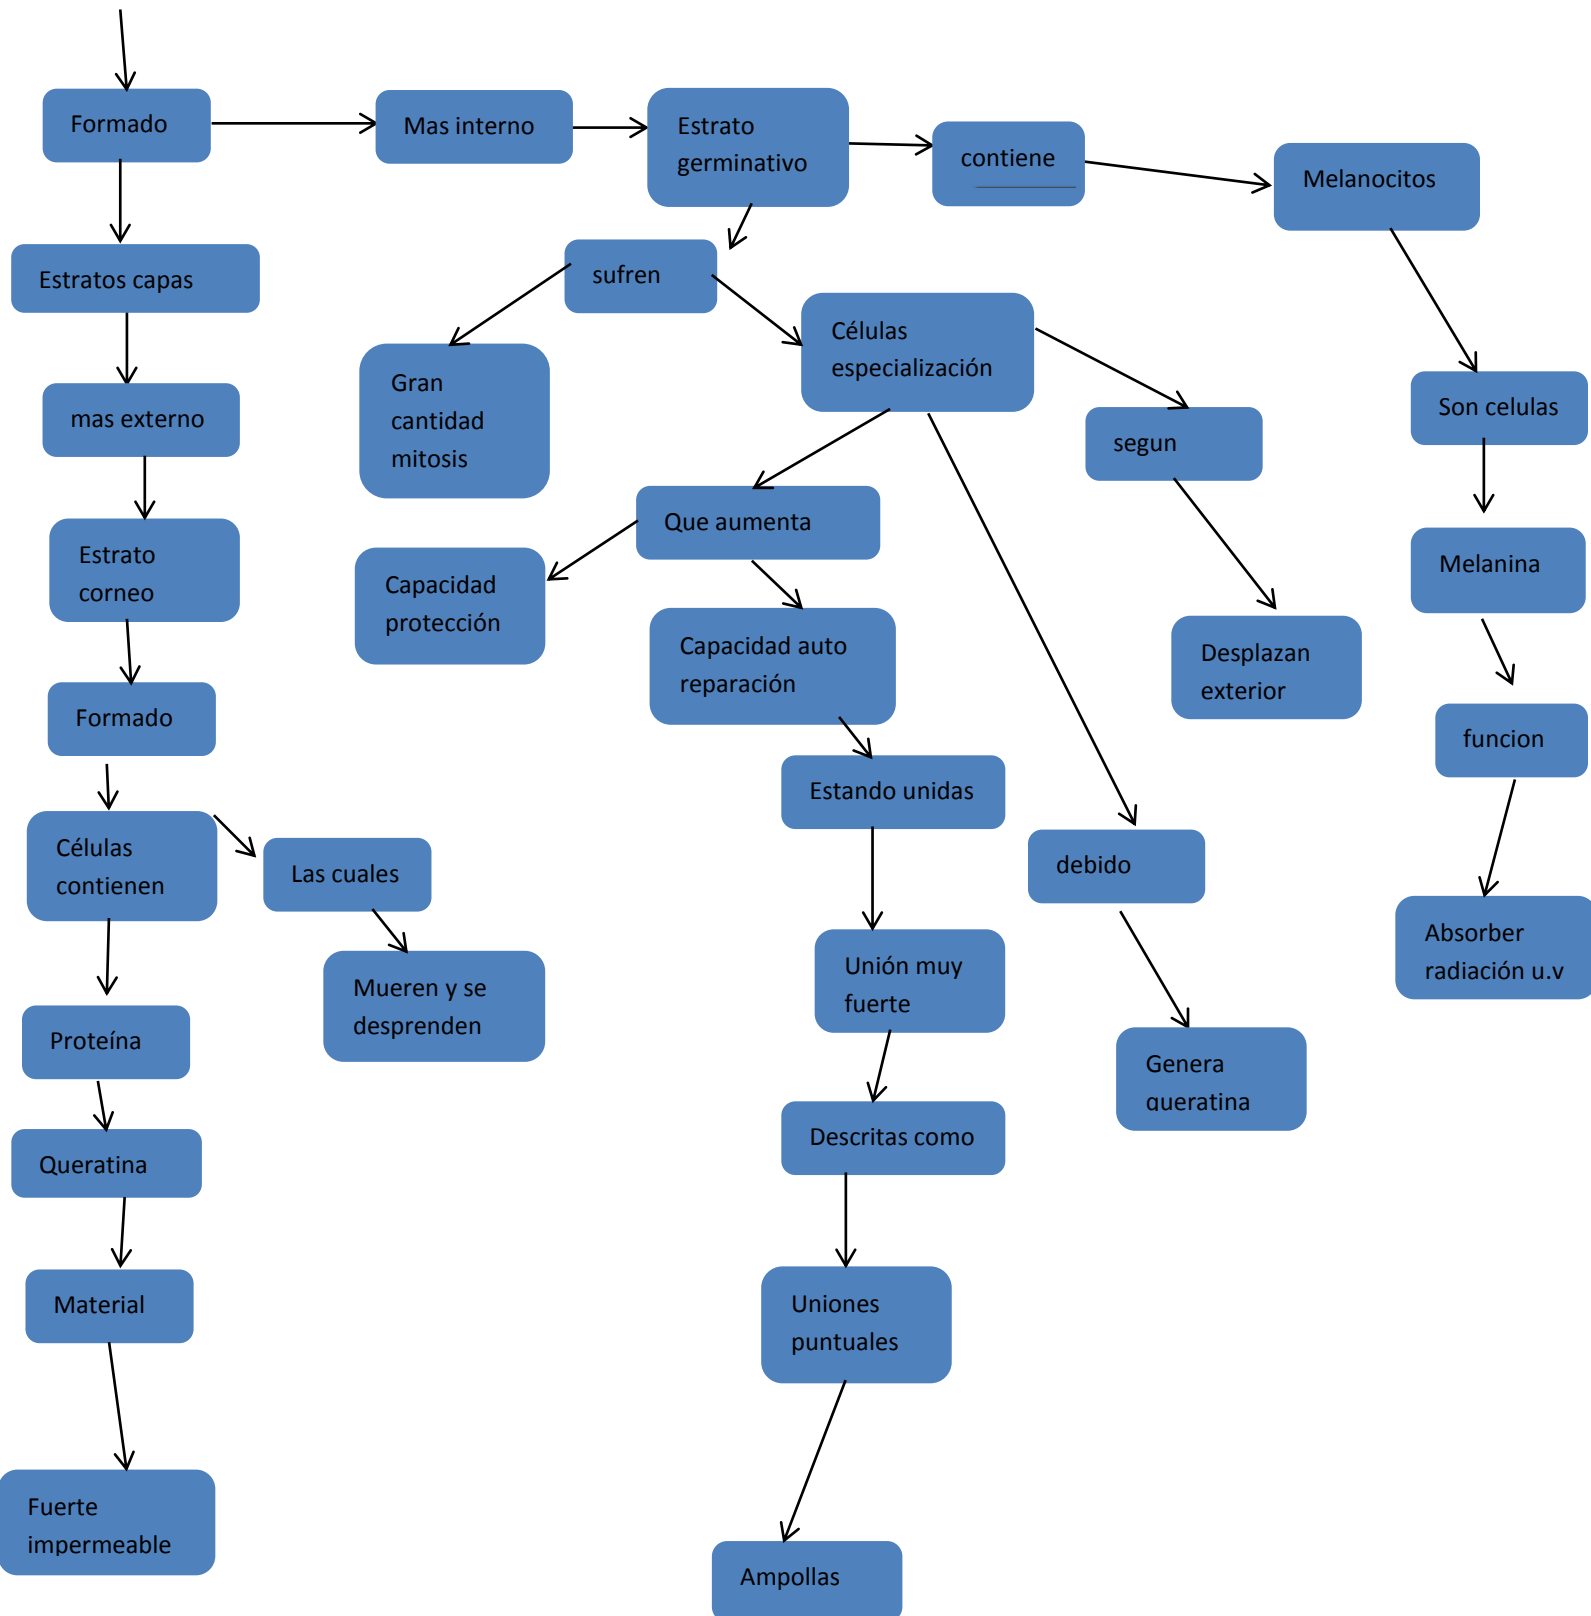 Formado
Mas interno
Estrato
germinativo
contiene
Melanocitos
Estratos capas
sufren
Células
especialización
Gran
cantidad
mitosis
mas externo
Son celulas
segun
Que aumenta
Estrato
corneo
Capacidad
protección
Melanina
Capacidad auto
reparación
Desplazan
exterior
Formado
funcion
Estando unidas
Células
contienen
Las cuales
debido
Absorber
radiación u.v
Unión muy
fuerte
Mueren y se
desprenden
Proteína
Genera
queratina
Descritas como
Queratina
Material
Uniones
puntuales
Fuerte
impermeable
Ampollas